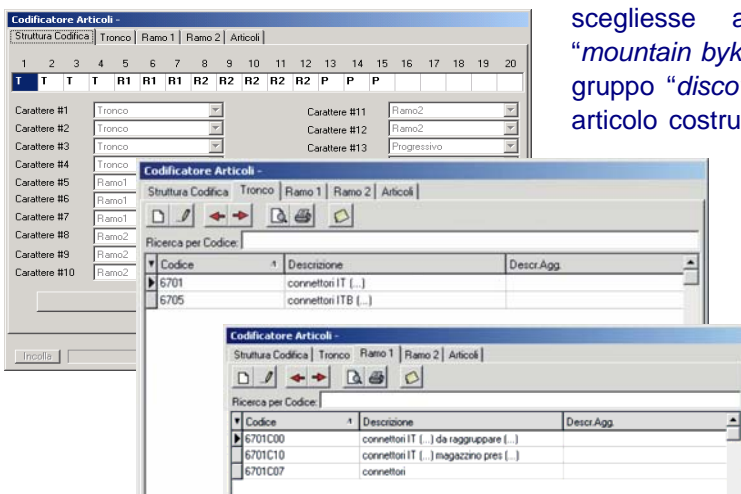 scegliesse
"mountain byk
gruppo "disco
articolo costru
Codificatore Articoli -
Struttura Codifica Tronco Ramo 1 Ramo 2 Articoli
1 2 3 4 5 6 7 8 9 10 11 12 13 14 15 16 17 18 19 20
T T T T R1 R1 R1 R2 R2 R2 R2 R2 P P P
Carattere #1 Tronco Carattere #11 Ramo2
Carattere #2 Tronco Carattere #12 Ramo2
Carattere #3 Tronco Carattere #13 Progressivo
Carattere #4 Tronco
Carattere #5 Ramo1
Carattere #6 Ramo1
Carattere #7 Ramo1
Carattere #8 Ramo2
Carattere #9 Ramo2
Carattere #10 Ramo2
Incolla
Codificatore Articoli -
Struttura Codifica Tronco Ramo 1 Ramo 2 Articoli
Ricerca per Codice:
Codice Descrizione Descr.Agg.
6701 connettori IT (...)
6705 connettori ITB (...)
Codificatore Articoli -
Struttura Codifica Tronco Ramo 1 Ramo 2 Articoli
Ricerca per Codice:
Codice Descrizione Descr.Agg.
6701C00 connettori IT (...) da raggruppare (...)
6701C10 connettori IT (...) magazzino pres (...)
6701C07 connettori